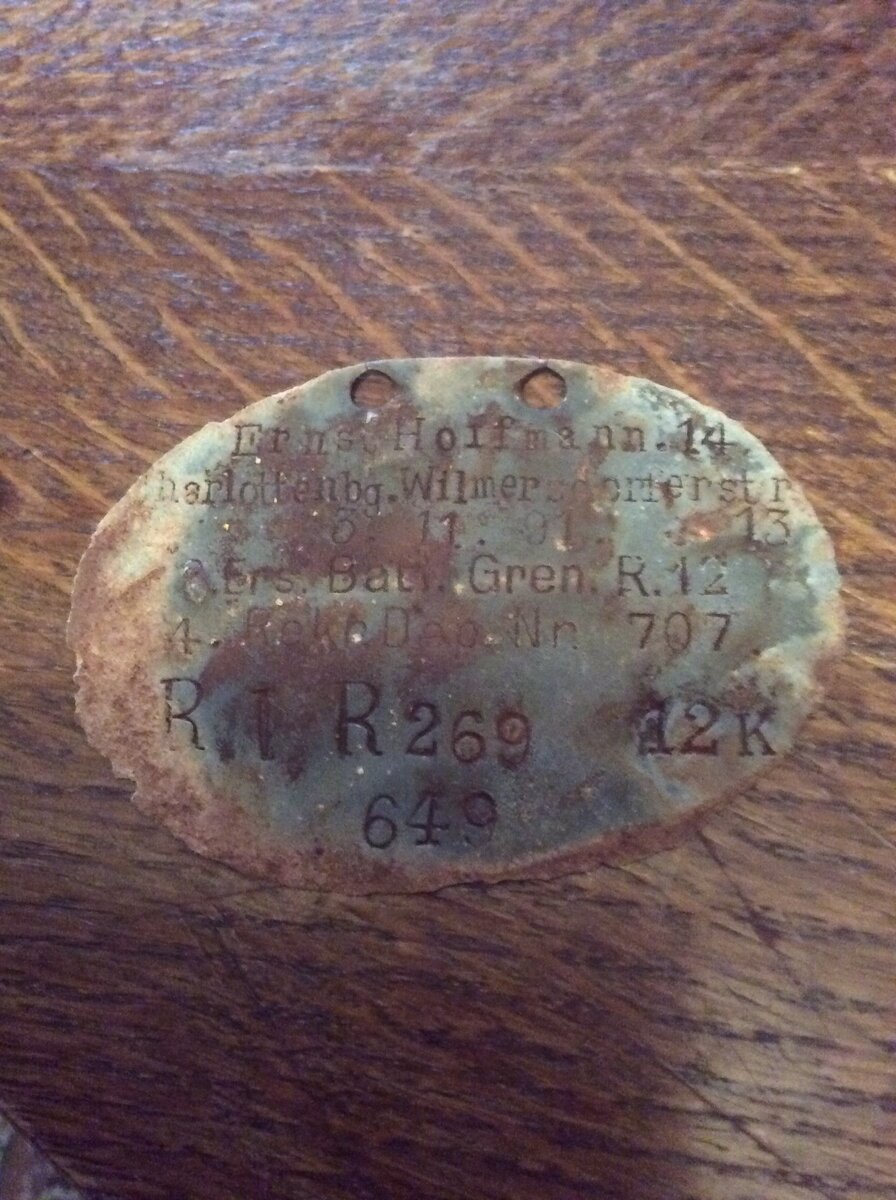 Ernst Hoffmann.14
Charlottenbg.Wilmersdorferstr
3. 11. 91. 13
Ers. Batl. Gren. R.12
4. Rekr Dep. Nr 707
R. I. R 269 12 K
649